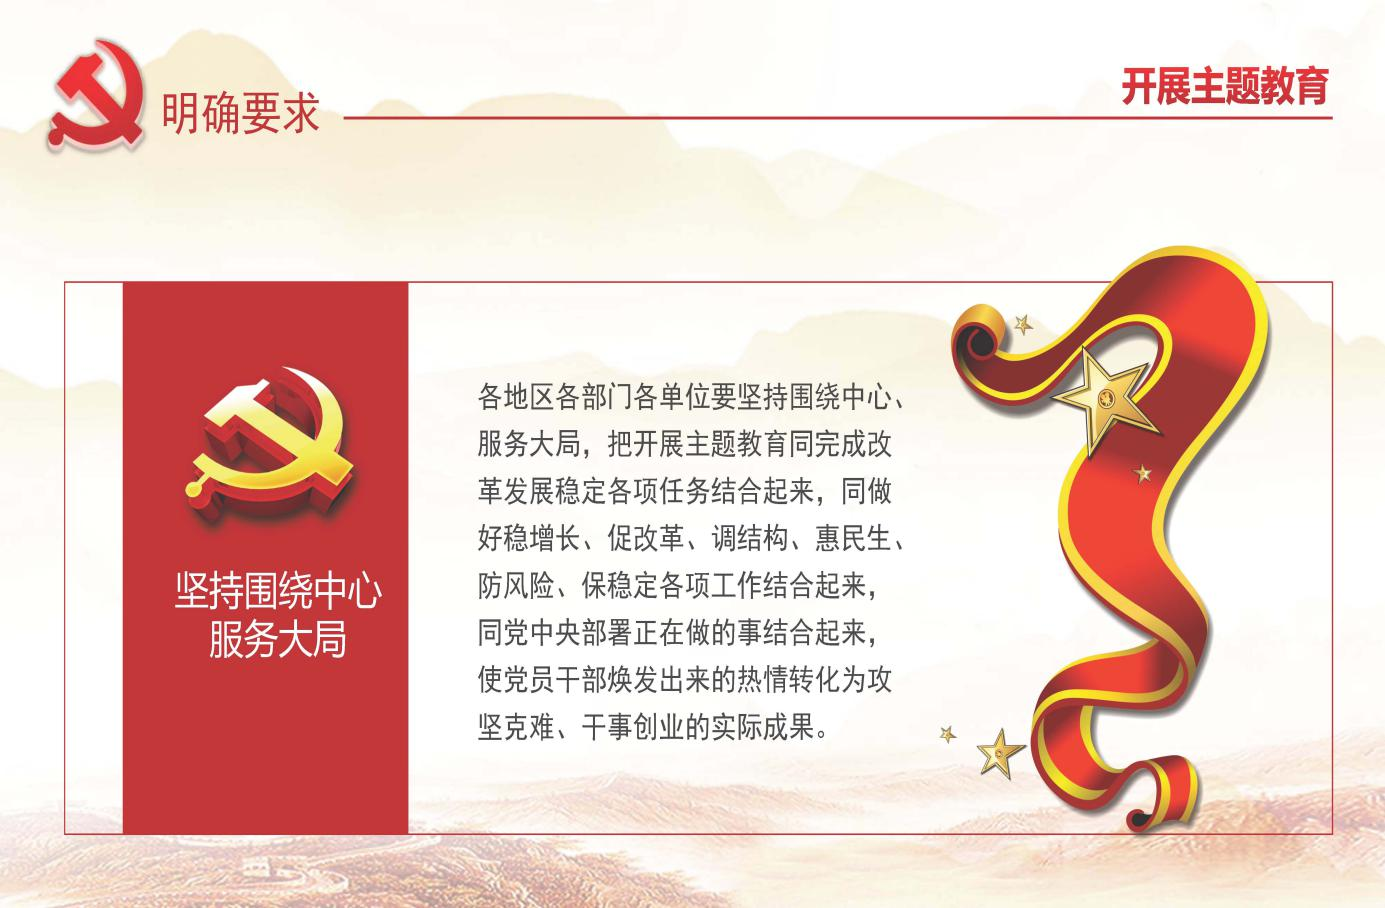 明确要求
开展主题教育
坚持围绕中心
服务大局
各地区各部门各单位要坚持围绕中心、
服务大局，把开展主题教育同完成改
革发展稳定各项任务结合起来，同做
好稳增长、促改革、调结构、惠民生、
防风险、保稳定各项工作结合起来，
同党中央部署正在做的事结合起来，
使党员干部焕发出来的热情转化为攻
坚克难、干事创业的实际成果。